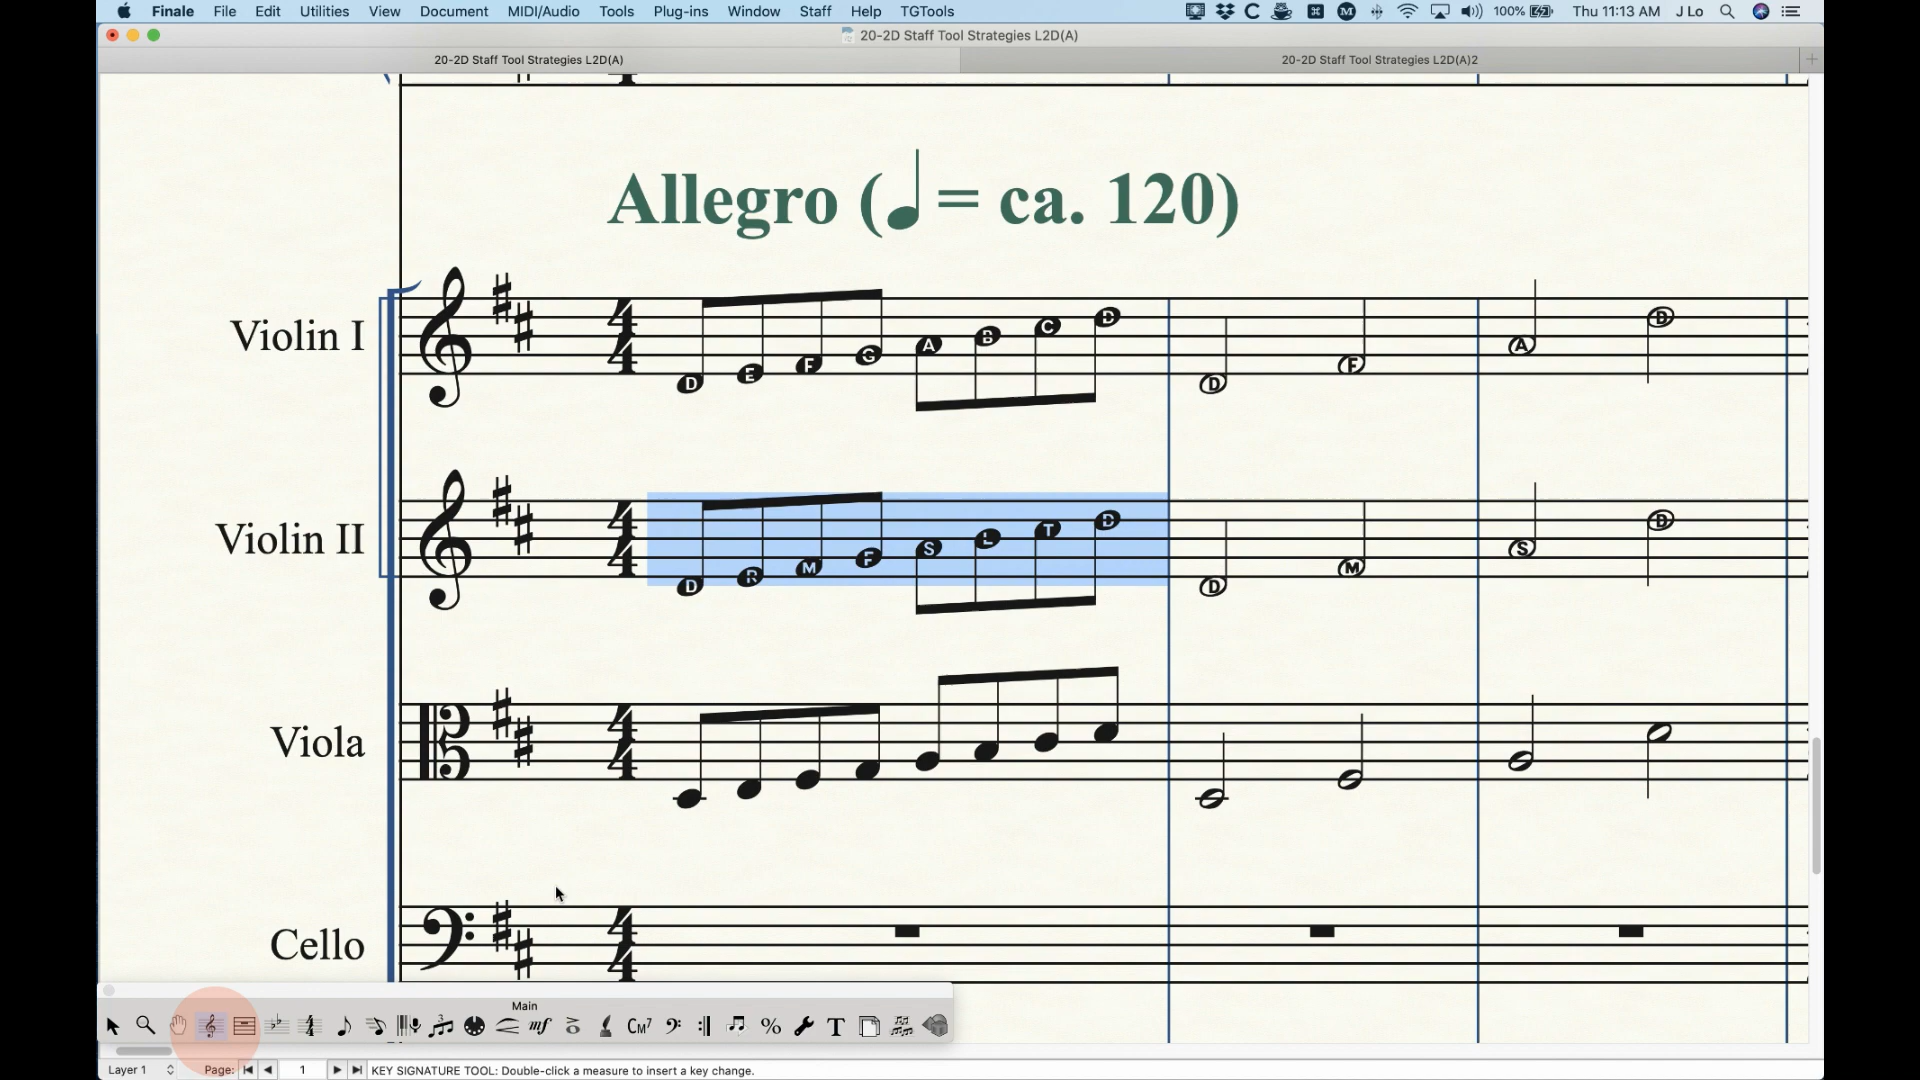 Finale File Edit Utilities View Document MIDI/Audio Tools Plug-ins Window Staff Help TGTools 100% Thu 11:13 AM J Lo
20-2D Staff Tool Strategies L2D(A)
20-2D Staff Tool Strategies L2D(A) 20-2D Staff Tool Strategies L2D(A)2
Allegro (♩ = ca. 120)
Violin I
D E F G A B C D D F A D
Violin II
D R M F S L T D D M S D
Viola
Cello
Main
mf CM7 % T
Layer 1 Page: 1 KEY SIGNATURE TOOL: Double-click a measure to insert a key change.